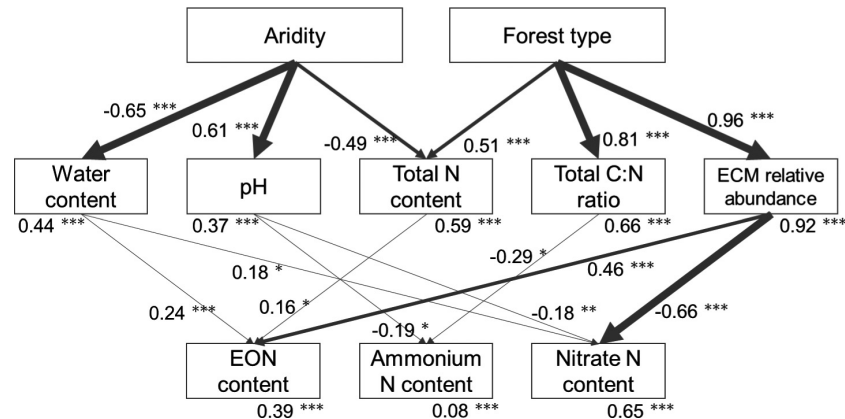 Aridity
Forest type
-0.65 ***
0.61 ***
-0.49 ***
0.51 ***
0.81 ***
0.96 ***
Water
content
pH
Total N
content
Total C:N
ratio
ECM relative
abundance
0.44 ***
0.37 ***
0.59 ***
0.66 ***
0.92 ***
0.18 *
-0.29 *
0.46 ***
0.24 ***
0.16 *
-0.19 *
-0.18 **
-0.66 ***
EON
content
Ammonium
N content
Nitrate N
content
0.39 ***
0.08 ***
0.65 ***